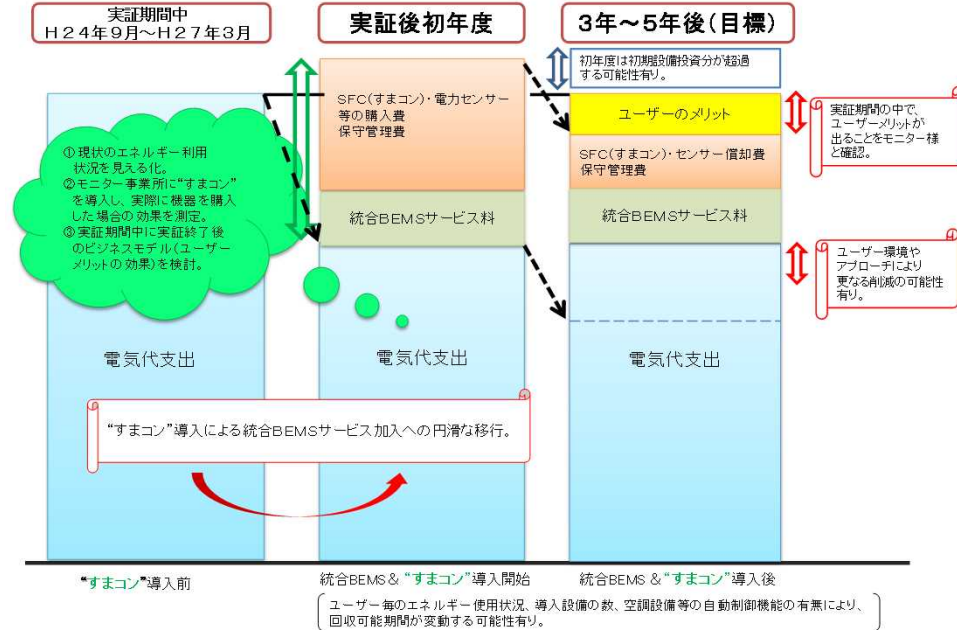 実証期間中
H24年9月～H27年3月
実証後初年度
3年～5年後(目標)
初年度は初期設備投資分が超過
する可能性有り。
①現状のエネルギー利用
状況を見える化。
②モニター事業所に“すまコン”
を導入し、実際に機器を購入
した場合の効果を測定。
③実証期間中に実証終了後
のビジネスモデル(ユーザー
メリットの効果)を検討。
SFC(すまコン)・電力センサー
等の購入費
保守管理費
ユーザーのメリット
SFC(すまコン)・センサー償却費
保守管理費
実証期間の中で、
ユーザーメリットが
出ることをモニター様
と確認。
統合BEMSサービス料
統合BEMSサービス料
ユーザー環境や
アプローチにより
更なる削減の可能性
有り。
電気代支出
電気代支出
電気代支出
“すまコン”導入による統合BEMSサービス加入への円滑な移行。
“すまコン”導入前
統合BEMS＆“すまコン”導入開始
統合BEMS＆“すまコン”導入後
ユーザー毎のエネルギー使用状況、導入設備の数、空調設備等の自動制御機能の有無により、
回収可能期間が変動する可能性有り。